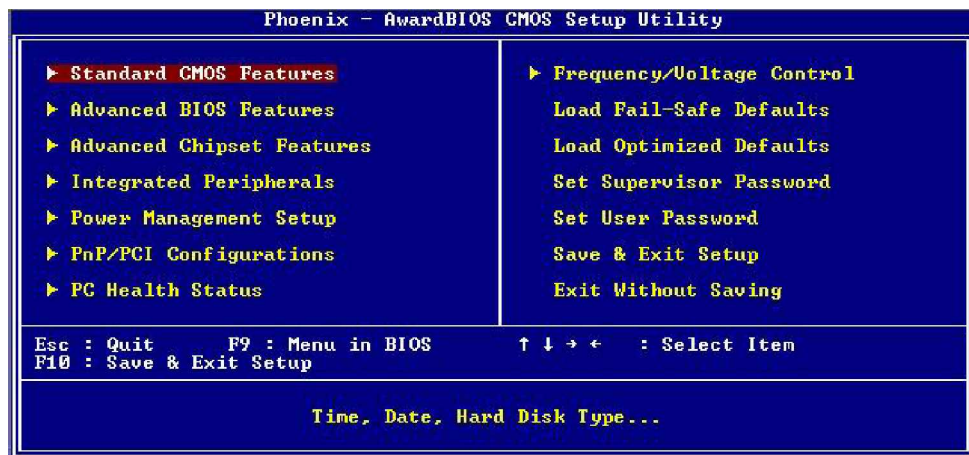 Phoenix - AwardBIOS CMOS Setup Utility
► Standard CMOS Features
► Advanced BIOS Features
► Advanced Chipset Features
► Integrated Peripherals
► Power Management Setup
► PnP/PCI Configurations
► PC Health Status
► Frequency/Voltage Control
Load Fail-Safe Defaults
Load Optimized Defaults
Set Supervisor Password
Set User Password
Save & Exit Setup
Exit Without Saving
Esc : Quit F9 : Menu in BIOS ↑ ↓ → ← : Select Item
F10 : Save & Exit Setup
Time, Date, Hard Disk Type...